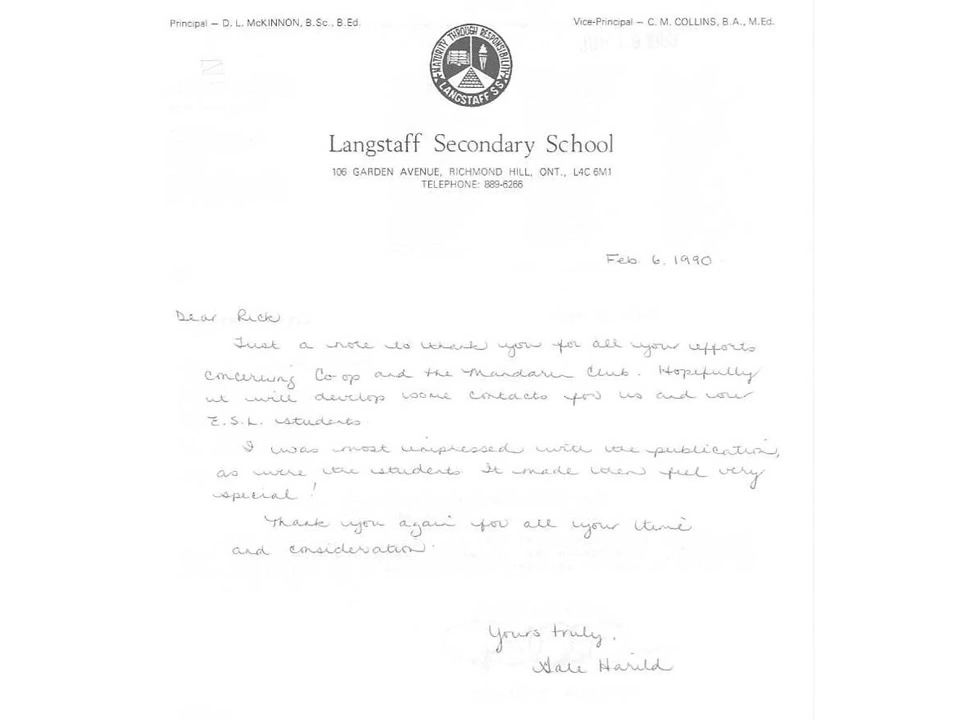 Principal — D. L. McKINNON, B.Sc., B.Ed.
Vice-Principal — C. M. COLLINS, B.A., M.Ed.
MATURITY THROUGH RESPONSIBILITY
LANGSTAFF S.S.
Langstaff Secondary School
106 GARDEN AVENUE, RICHMOND HILL, ONT., L4C 6M1
TELEPHONE: 889-6266
Feb. 6, 1990
Dear Rick
Just a note to thank you for all your efforts
concerning Co-op and the Mandarin Club. Hopefully
it will develop some contacts for us and our
E.S.L. students
I was most impressed with the publication,
as were the students It made them feel very
special!
Thank you again for all your time
and consideration.
Yours truly,
Gale Harild